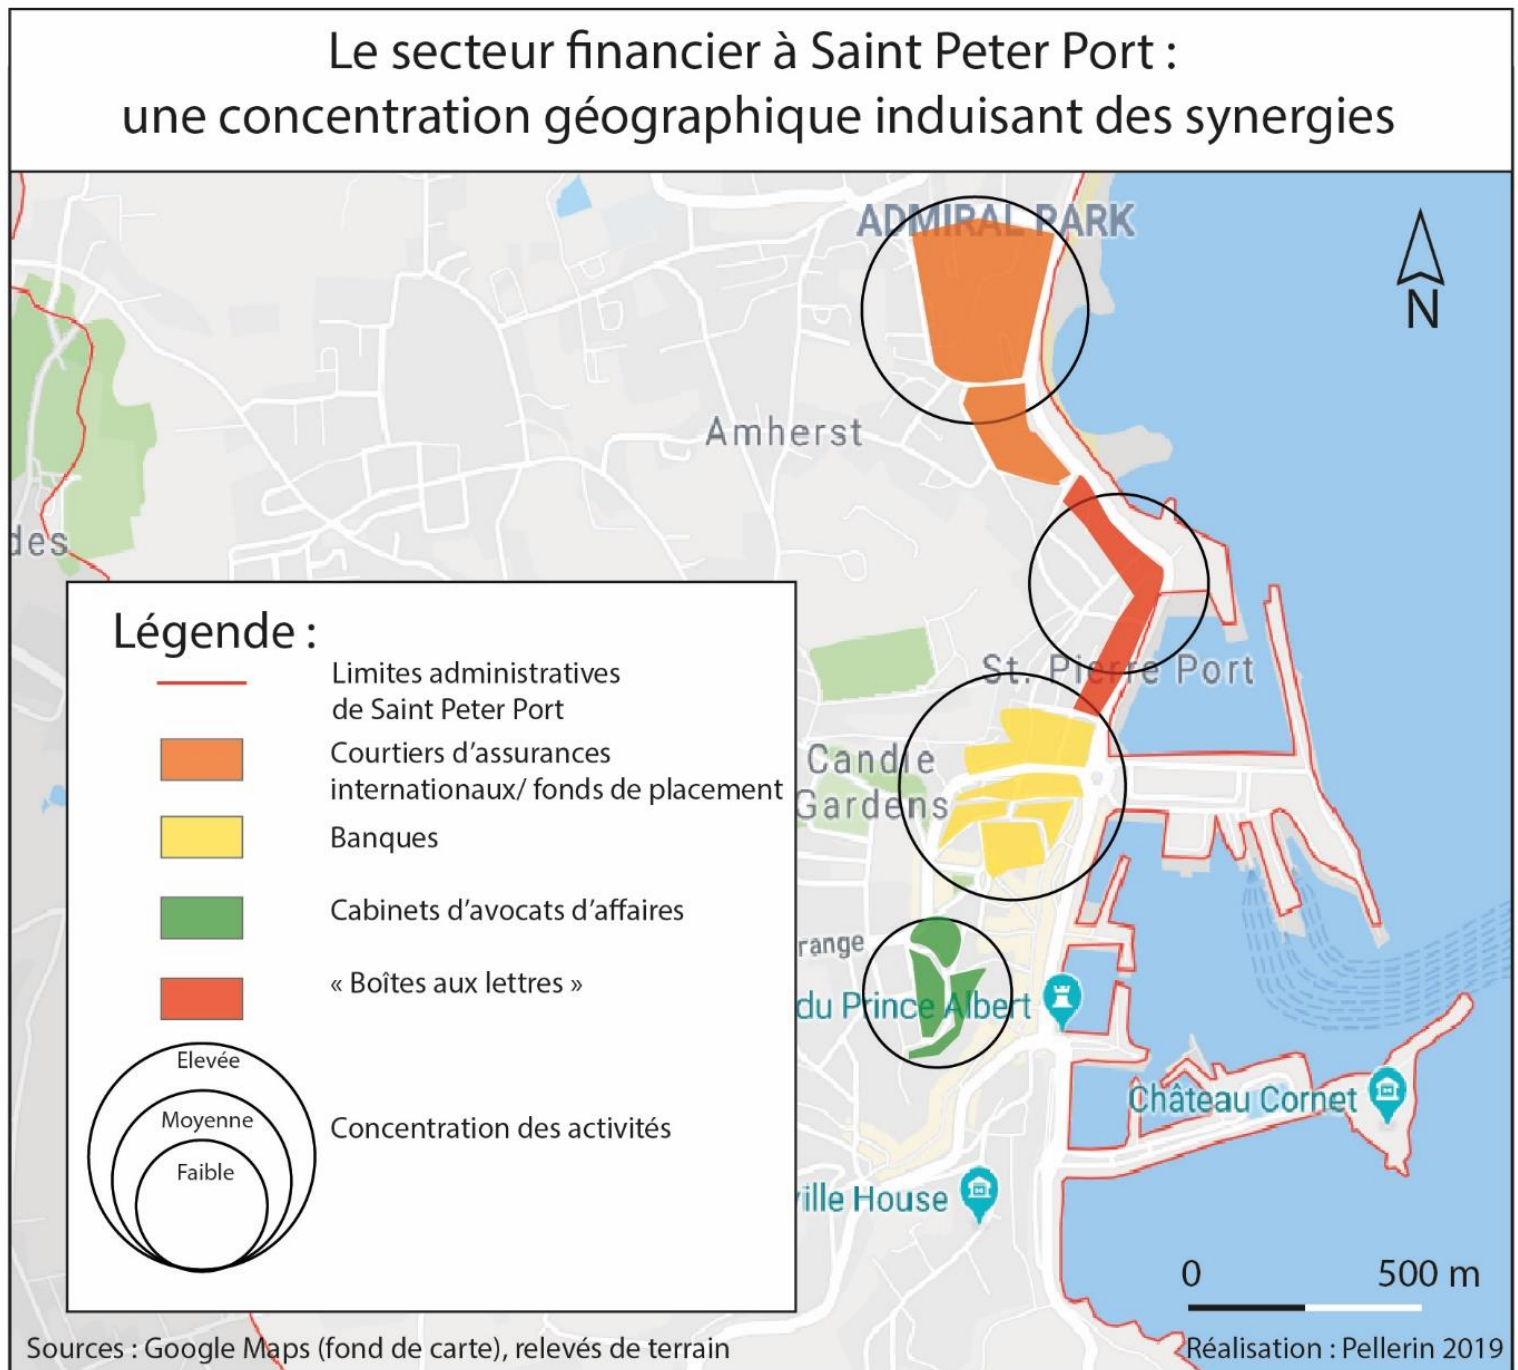 Le secteur financier à Saint Peter Port :
une concentration géographique induisant des synergies
ADMIRAL PARK
N
Amherst
des
St. Pierre Port
Candie
Gardens
range
du Prince Albert
Château Cornet
ville House
Légende :
Limites administratives
de Saint Peter Port
Courtiers d’assurances
internationaux/ fonds de placement
Banques
Cabinets d’avocats d’affaires
« Boîtes aux lettres »
Elevée
Moyenne
Faible
Concentration des activités
0 500 m
Sources : Google Maps (fond de carte), relevés de terrain
Réalisation : Pellerin 2019